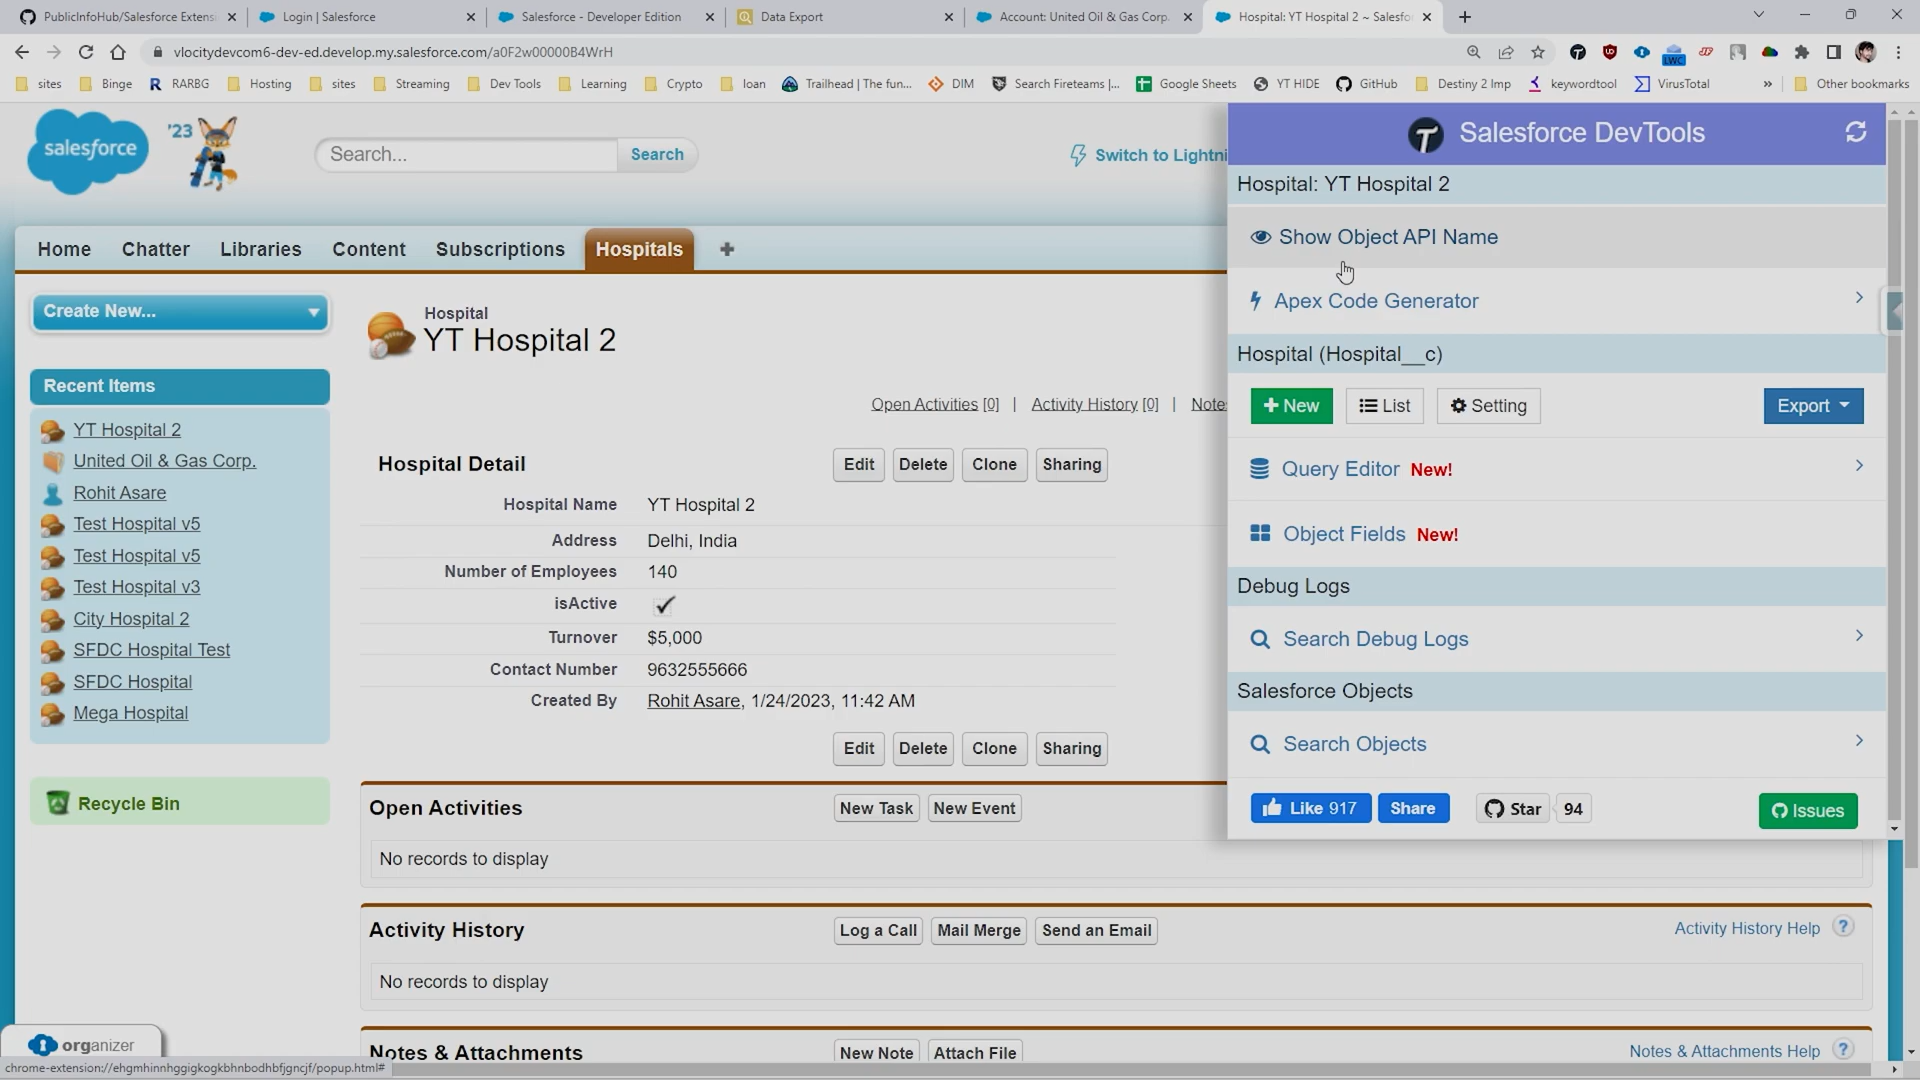 PublicInfoHub/Salesforce Extens
Login | Salesforce
Salesforce - Developer Edition
Data Export
Account: United Oil & Gas Corp.
Hospital: YT Hospital 2 ~ Salesfo
vlocitydevcom6-dev-ed.develop.my.salesforce.com/a0F2w00000B4WrH
LWC
sites
Binge
R RARBG
Hosting
sites
Streaming
Dev Tools
Learning
Crypto
loan
Trailhead | The fun...
DIM
Search Fireteams |...
Google Sheets
YT HIDE
GitHub
Destiny 2 Imp
keywordtool
VirusTotal
»
Other bookmarks
salesforce
'23
Search...
Search
Switch to Lightni
Home
Chatter
Libraries
Content
Subscriptions
Hospitals
Create New...
Recent Items
YT Hospital 2
United Oil & Gas Corp.
Rohit Asare
Test Hospital v5
Test Hospital v5
Test Hospital v3
City Hospital 2
SFDC Hospital Test
SFDC Hospital
Mega Hospital
Recycle Bin
Hospital
YT Hospital 2
Open Activities [0] | Activity History [0] | Note
Hospital Detail
Edit
Delete
Clone
Sharing
Hospital Name YT Hospital 2
Address Delhi, India
Number of Employees 140
isActive
Turnover $5,000
Contact Number 9632555666
Created By Rohit Asare, 1/24/2023, 11:42 AM
Edit
Delete
Clone
Sharing
Open Activities
New Task
New Event
No records to display
Activity History
Log a Call
Mail Merge
Send an Email
Activity History Help ?
No records to display
Notes & Attachments
New Note
Attach File
Notes & Attachments Help ?
Salesforce DevTools
Hospital: YT Hospital 2
Show Object API Name
Apex Code Generator
Hospital (Hospital__c)
New
List
Setting
Export
Query Editor New!
Object Fields New!
Debug Logs
Search Debug Logs
Salesforce Objects
Search Objects
Like 917
Share
Star
94
Issues
organizer
chrome-extension://ehgmhinnhggigkogkbhnbodhbfjgncjf/popup.html#